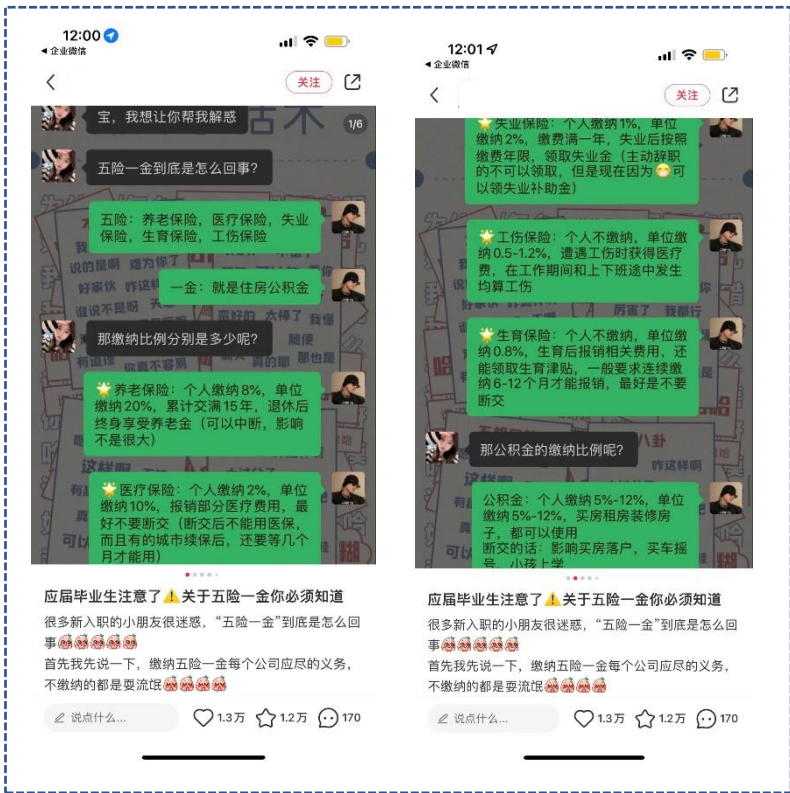 12:00
企业微信
关注
1/6
宝，我想让你帮我解惑
五险一金到底是怎么回事?
五险：养老保险，医疗保险，失业
保险，生育保险，工伤保险
一金：就是住房公积金
那缴纳比例分别是多少呢?
养老保险：个人缴纳8%，单位
缴纳20%，累计交满15年，退休后
终身享受养老金（可以中断，影响
不是很大）
医疗保险：个人缴纳2%，单位
缴纳10%，报销部分医疗费用，最
好不要断交（断交后不能用医保，
而且有的城市续保后，还要等几个
月才能用）
应届毕业生注意了⚠️关于五险一金你必须知道
很多新入职的小朋友很迷惑，“五险一金”到底是怎么回
事
首先我先说一下，缴纳五险一金每个公司应尽的义务，
不缴纳的都是耍流氓
说点什么...
1.3万
1.2万
170
12:01
企业微信
关注
失业保险：个人缴纳1%，单位
缴纳2%，缴费满一年，失业后按照
缴费年限，领取失业金（主动辞职
的不可以领取，但是现在因为😷可
以领失业补助金）
工伤保险：个人不缴纳，单位缴
纳0.5-1.2%，遭遇工伤时获得医疗
费，在工作期间和上下班途中发生
均算工伤
生育保险：个人不缴纳，单位缴
纳0.8%，生育后报销相关费用，还
能领取生育津贴，一般要求连续缴
纳6-12个月才能报销，最好是不要
断交
那公积金的缴纳比例呢?
公积金：个人缴纳5%-12%，单位
缴纳5%-12%，买房租房装修房
子，都可以使用
断交的话：影响买房落户，买车摇
号，小孩上学
应届毕业生注意了⚠️关于五险一金你必须知道
很多新入职的小朋友很迷惑，“五险一金”到底是怎么回
事
首先我先说一下，缴纳五险一金每个公司应尽的义务，
不缴纳的都是耍流氓
说点什么...
1.3万
1.2万
170